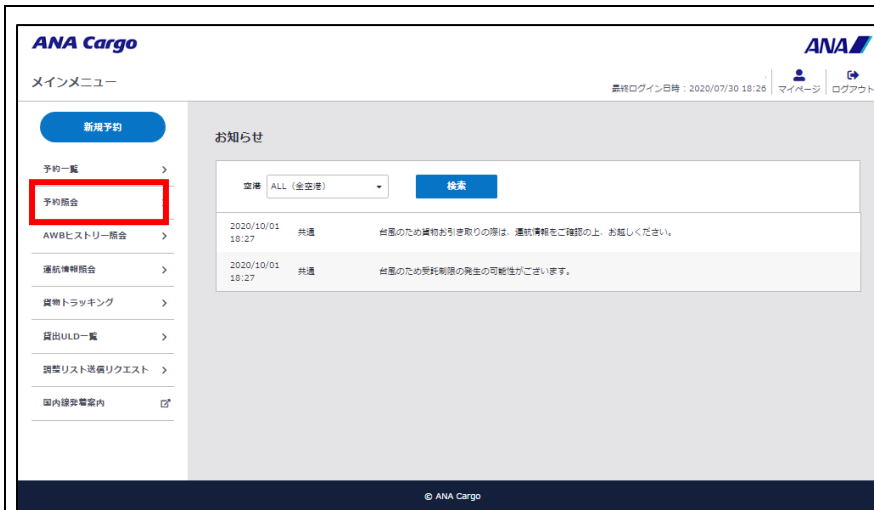 ANA Cargo
ANA
メインメニュー
最終ログイン日時：2020/07/30 18:26
マイページ
ログアウト
新規予約
お知らせ
予約一覧
予約照会
AWBヒストリー照会
運航情報照会
貨物トラッキング
貸出ULD一覧
調整リスト送信リクエスト
国内線発着案内
空港 ALL（全空港） 検索
2020/10/01 18:27 共通 台風のため貨物お引き取りの際は、運航情報をご確認の上、お越しください。
2020/10/01 18:27 共通 台風のため受託制限の発生の可能性がございます。
© ANA Cargo